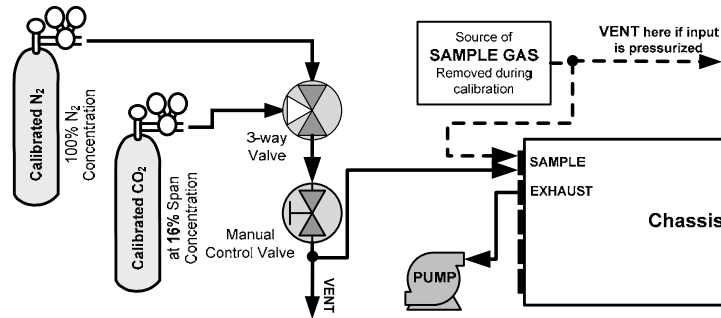 Calibrated N2
100% N2
Concentration
Calibrated CO2
at 16% Span
Concentration
3-way
Valve
Manual
Control Valve
VENT
Source of
SAMPLE GAS
Removed during
calibration
VENT here if input
is pressurized
SAMPLE
EXHAUST
Chassis
PUMP